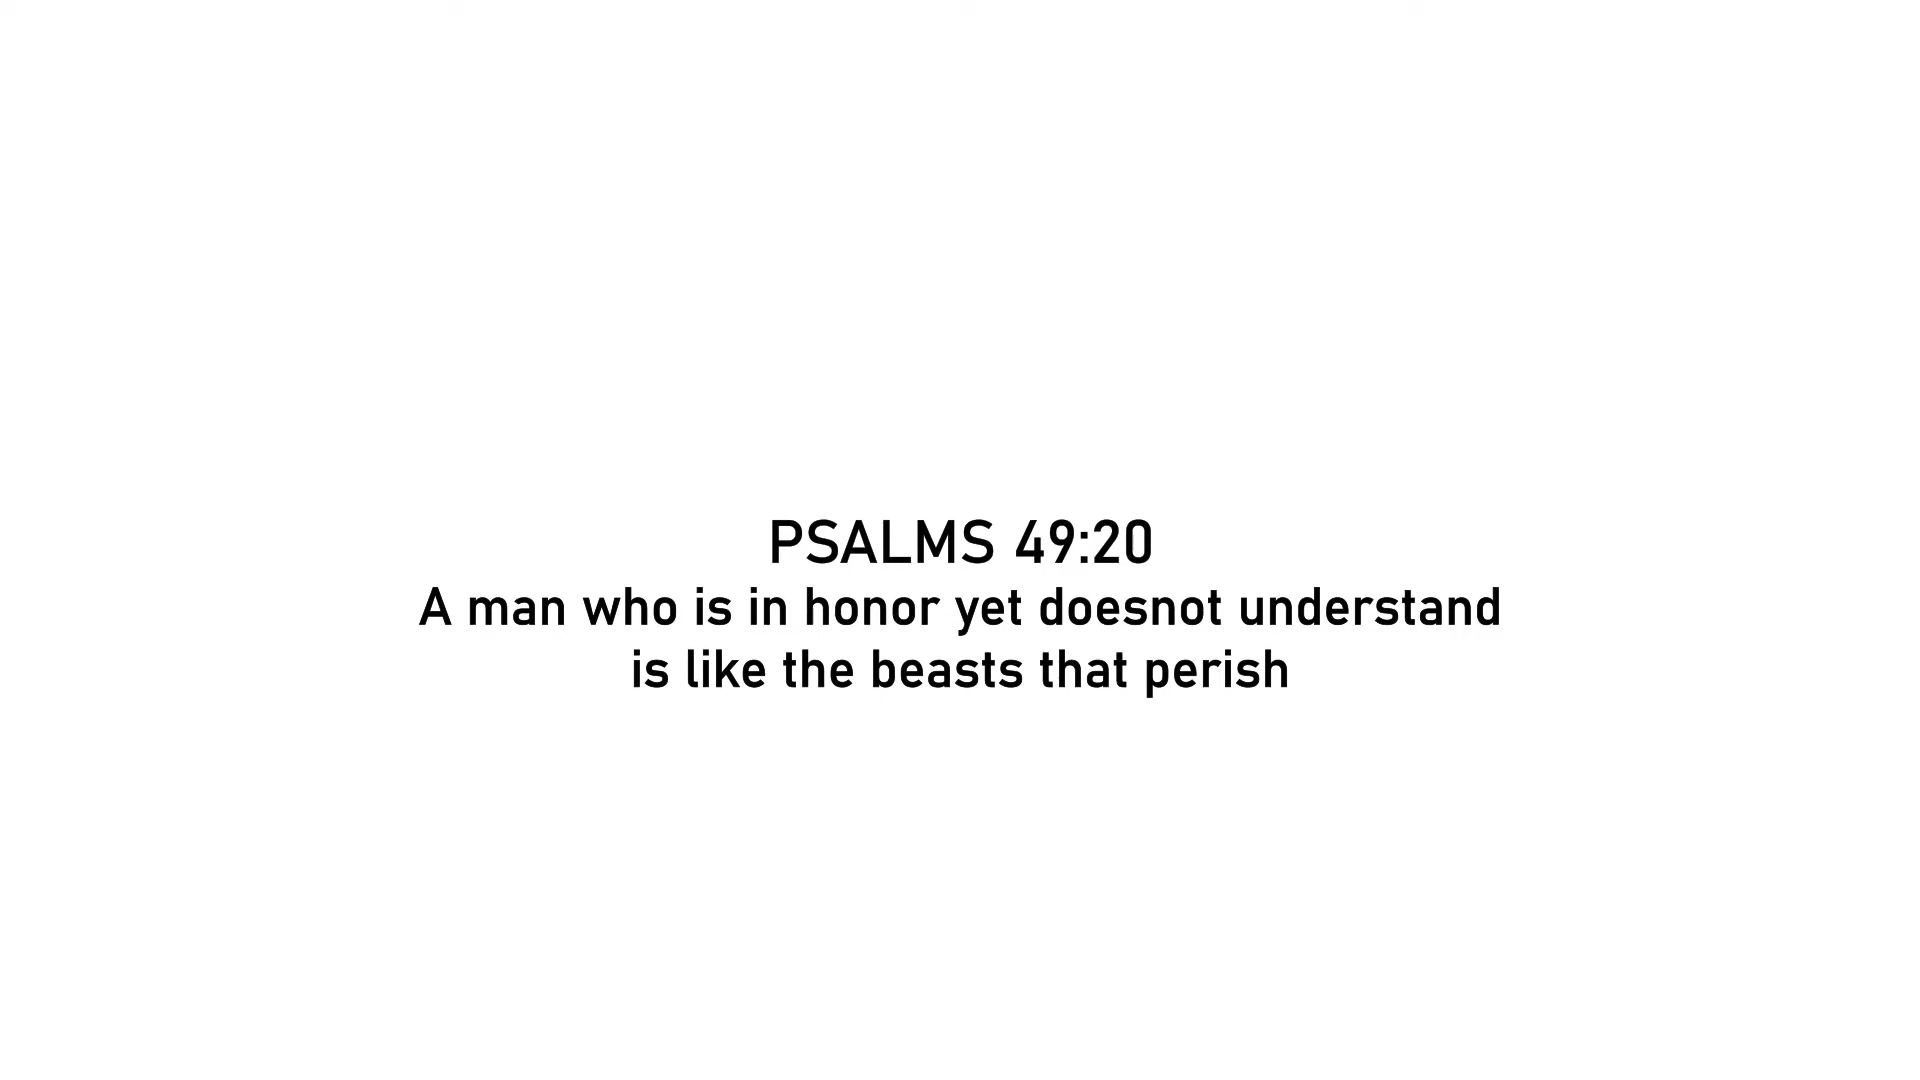 PSALMS 49:20
A man who is in honor yet doesnot understand
is like the beasts that perish